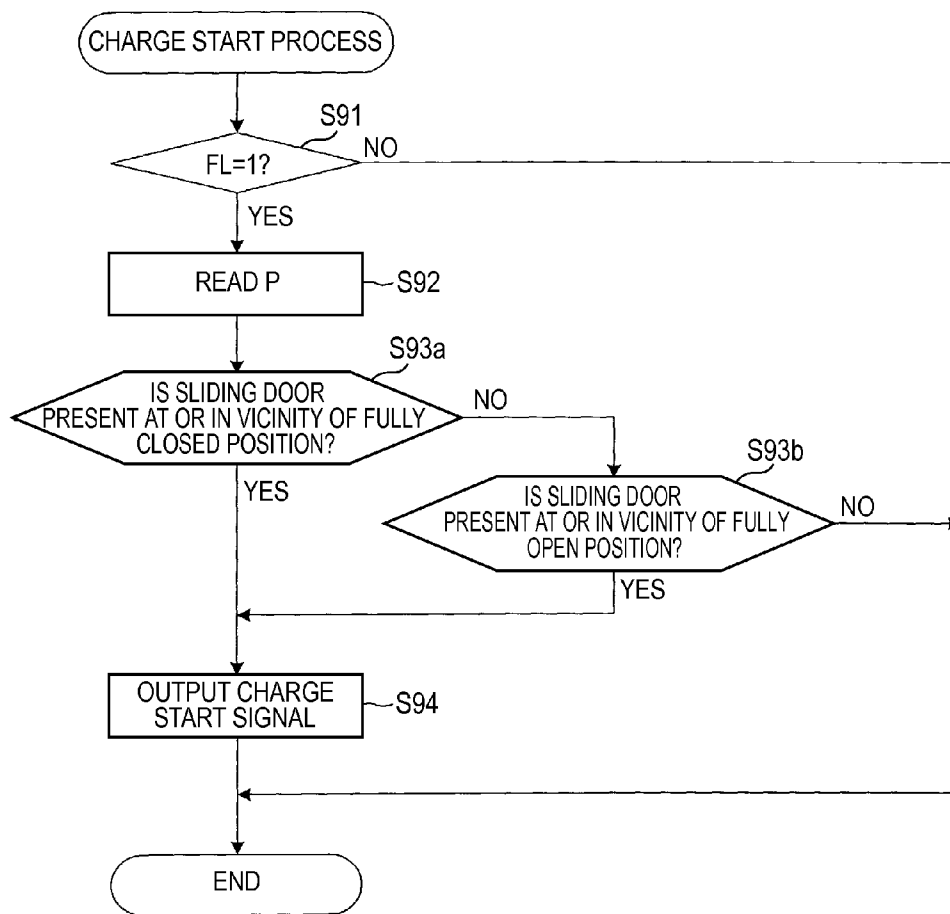 CHARGE START PROCESS
S91
FL=1?
NO
YES
READ P
S92
S93a
IS SLIDING DOOR
PRESENT AT OR IN VICINITY OF FULLY
CLOSED POSITION?
NO
YES
S93b
IS SLIDING DOOR
PRESENT AT OR IN VICINITY OF FULLY
OPEN POSITION?
NO
YES
OUTPUT CHARGE
START SIGNAL
S94
END